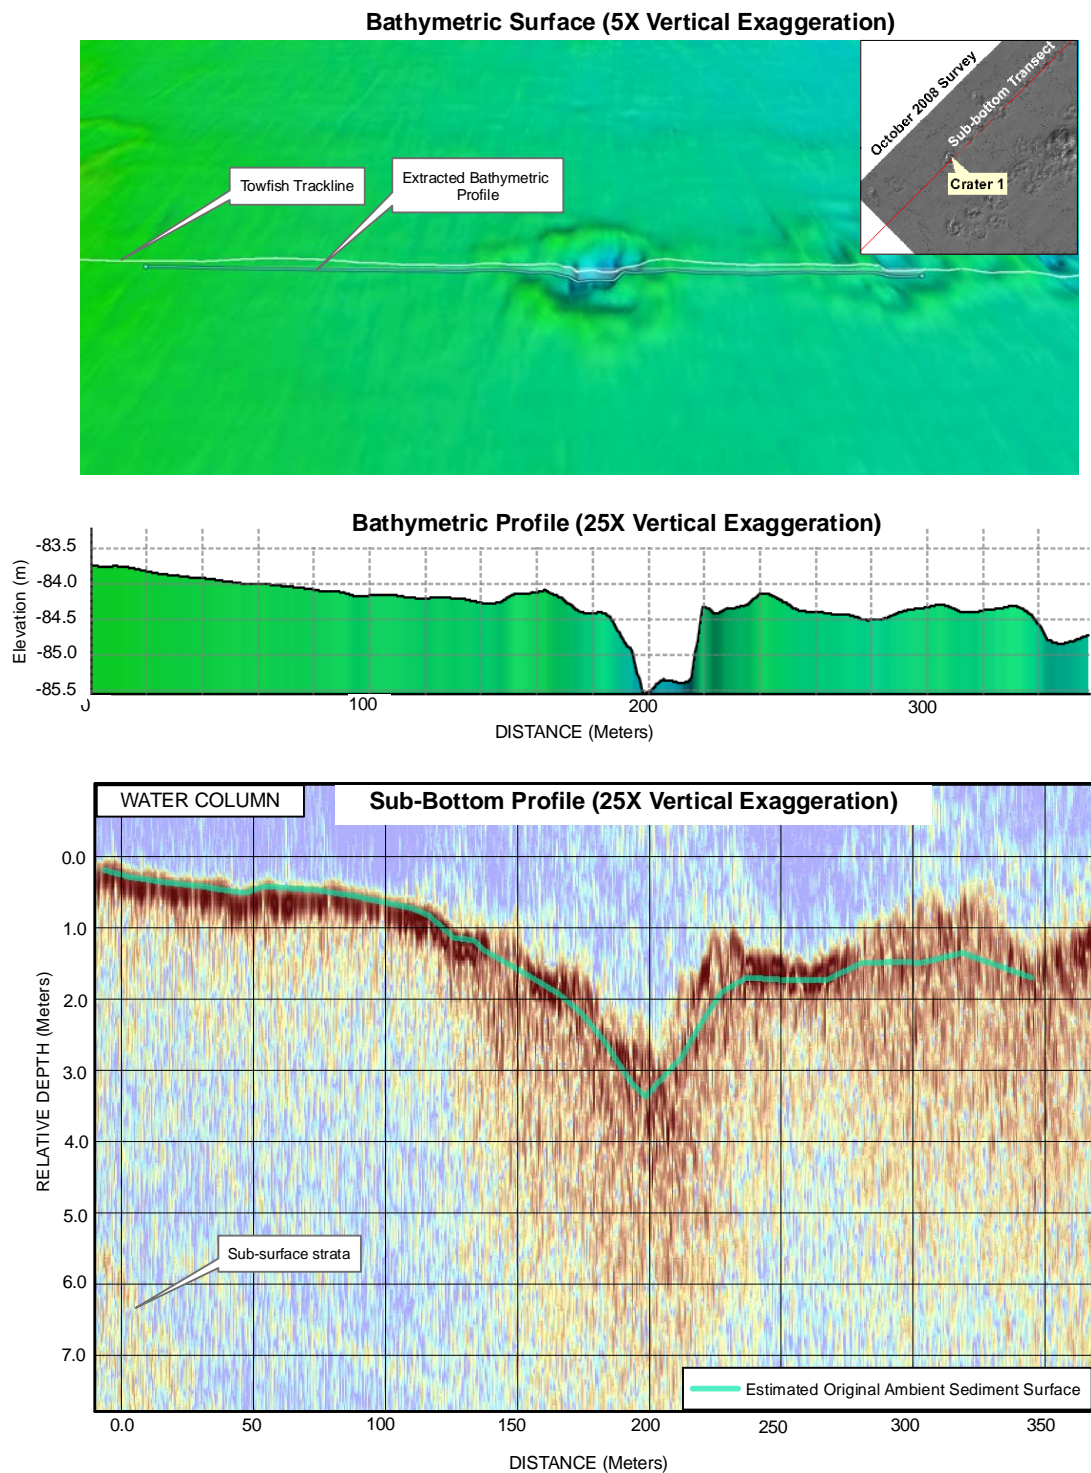 Bathymetric Surface (5X Vertical Exaggeration)
October 2008 Survey
Sub-bottom Transect
Crater 1
Towfish Trackline
Extracted Bathymetric
Profile
Bathymetric Profile (25X Vertical Exaggeration)
Elevation (m)
-83.5
-84.0
-84.5
-85.0
-85.5
0
100
200
300
DISTANCE (Meters)
WATER COLUMN
Sub-Bottom Profile (25X Vertical Exaggeration)
RELATIVE DEPTH (Meters)
0.0
1.0
2.0
3.0
4.0
5.0
6.0
7.0
Sub-surface strata
Estimated Original Ambient Sediment Surface
0.0
50
100
150
200
250
300
350
DISTANCE (Meters)